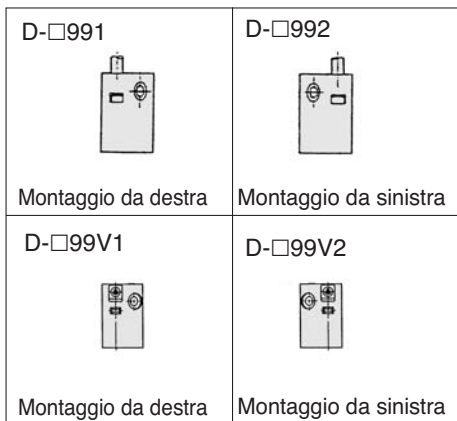 D-□991
D-□992
Montaggio da destra
Montaggio da sinistra
D-□99V1
D-□99V2
Montaggio da destra
Montaggio da sinistra